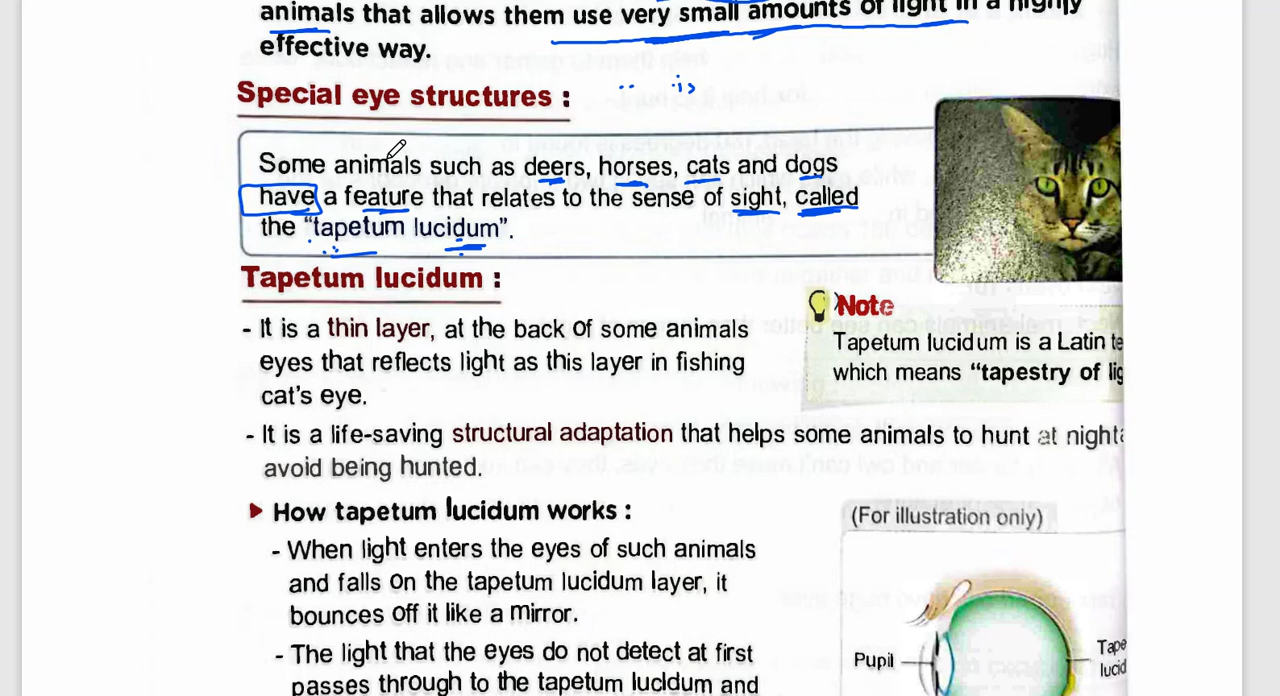 animals that allows them use very small amounts of light in a highly
effective way.
Special eye structures :
Some animals such as deers, horses, cats and dogs
have a feature that relates to the sense of sight, called
the “tapetum lucidum”.
Tapetum lucidum :
- It is a thin layer, at the back of some animals
eyes that reflects light as this layer in fishing
cat's eye.
Note
Tapetum lucidum is a Latin te
which means “tapestry of lig
- It is a life-saving structural adaptation that helps some animals to hunt at night
avoid being hunted.
How tapetum lucidum works :
- When light enters the eyes of such animals
and falls on the tapetum lucidum layer, it
bounces off it like a mirror.
- The light that the eyes do not detect at first
passes through to the tapetum lucidum and
(For illustration only)
Pupil
Tape
lucid